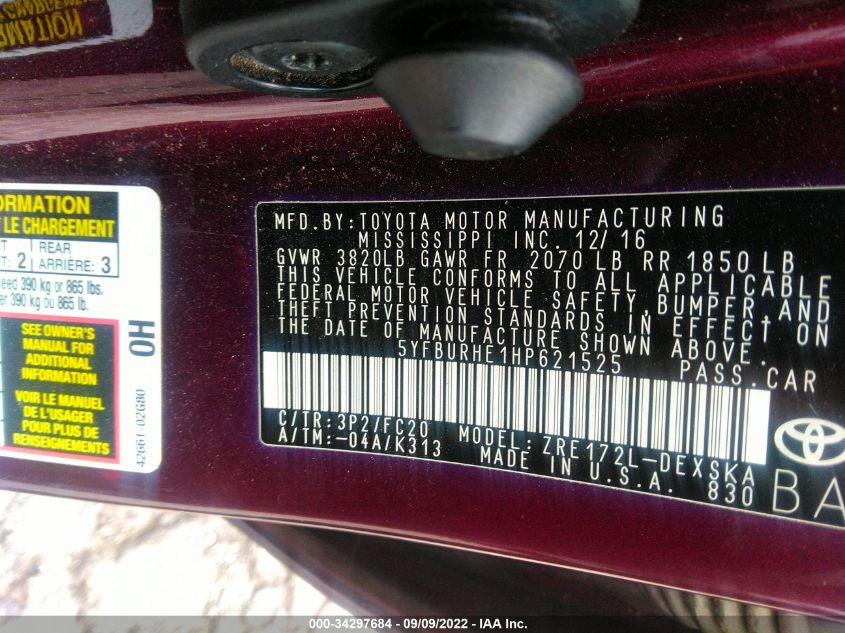 ORMATION
T LE CHARGEMENT
REAR
T: 2 ARRIÈRE: 3
eed 390 kg or 865 lbs.
er 390 kg ou 865 lb.
SEE OWNER'S
MANUAL FOR
ADDITIONAL
INFORMATION
VOIR LE MANUEL
DE L'USAGER
POUR PLUS DE
RENSEIGNEMENTS
OH
42661-02G80
MFD.BY:TOYOTA MOTOR MANUFACTURING
MISSISSIPPI INC. 12/16
GVWR 3820LB GAWR FR 2070LB RR 1850LB
THIS VEHICLE CONFORMS TO ALL APPLICABLE
FEDERAL MOTOR VEHICLE SAFETY,BUMPER,AND
THEFT PREVENTION STANDARDS IN EFFECT ON
THE DATE OF MANUFACTURE SHOWN ABOVE.
5YFBURHE1HP621525 PASS.CAR
C/TR:3P2/FC20 MODEL:ZRE172L-DEXSKA
A/TM:-04A/K313 MADE IN U.S.A. 830
BA
000-34297684 - 09/09/2022 - IAA Inc.